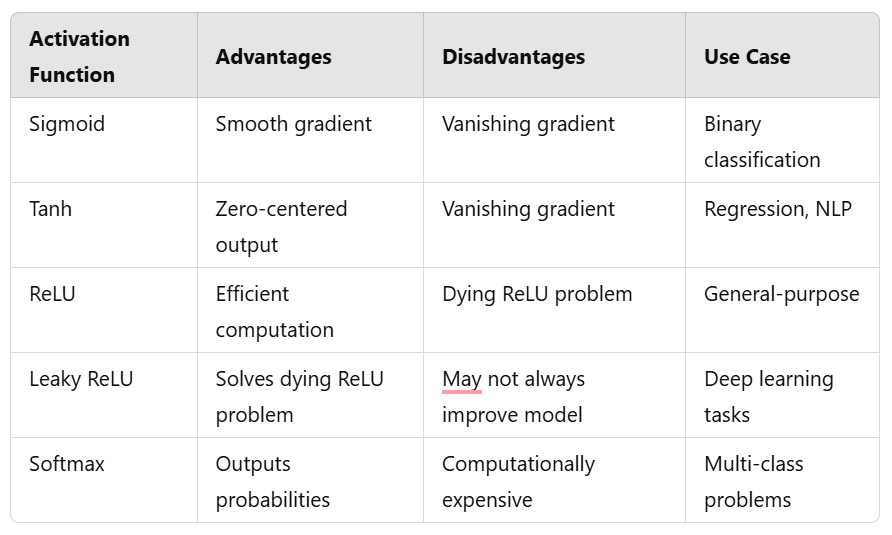 Activation
Function
Advantages
Disadvantages
Use Case
Sigmoid
Smooth gradient
Vanishing gradient
Binary
classification
Tanh
Zero-centered
output
Vanishing gradient
Regression, NLP
ReLU
Efficient
computation
Dying ReLU problem
General-purpose
Leaky ReLU
Solves dying ReLU
problem
May not always
improve model
Deep learning
tasks
Softmax
Outputs
probabilities
Computationally
expensive
Multi-class
problems